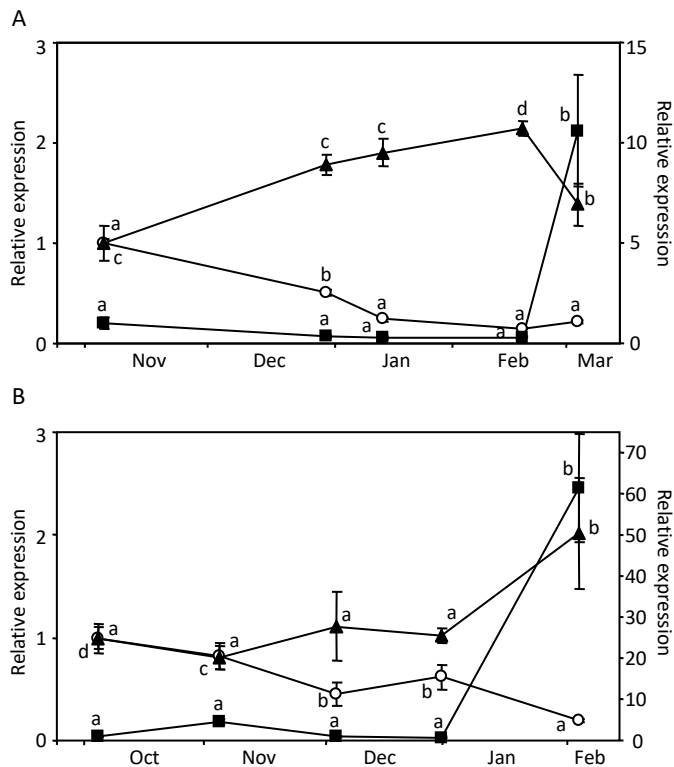 A
3
15
d
b
c
c
2
10
Relative expression
Relative expression
a
b
1
5
c
b
a
a
a
a
a
a
0
0
Nov
Dec
Jan
Feb
Mar
B
3
70
b
60
2
b
50
Relative expression
Relative expression
40
a
a
30
a
a
1
d
20
c
b
b
10
a
a
a
a
a
0
0
Oct
Nov
Dec
Jan
Feb